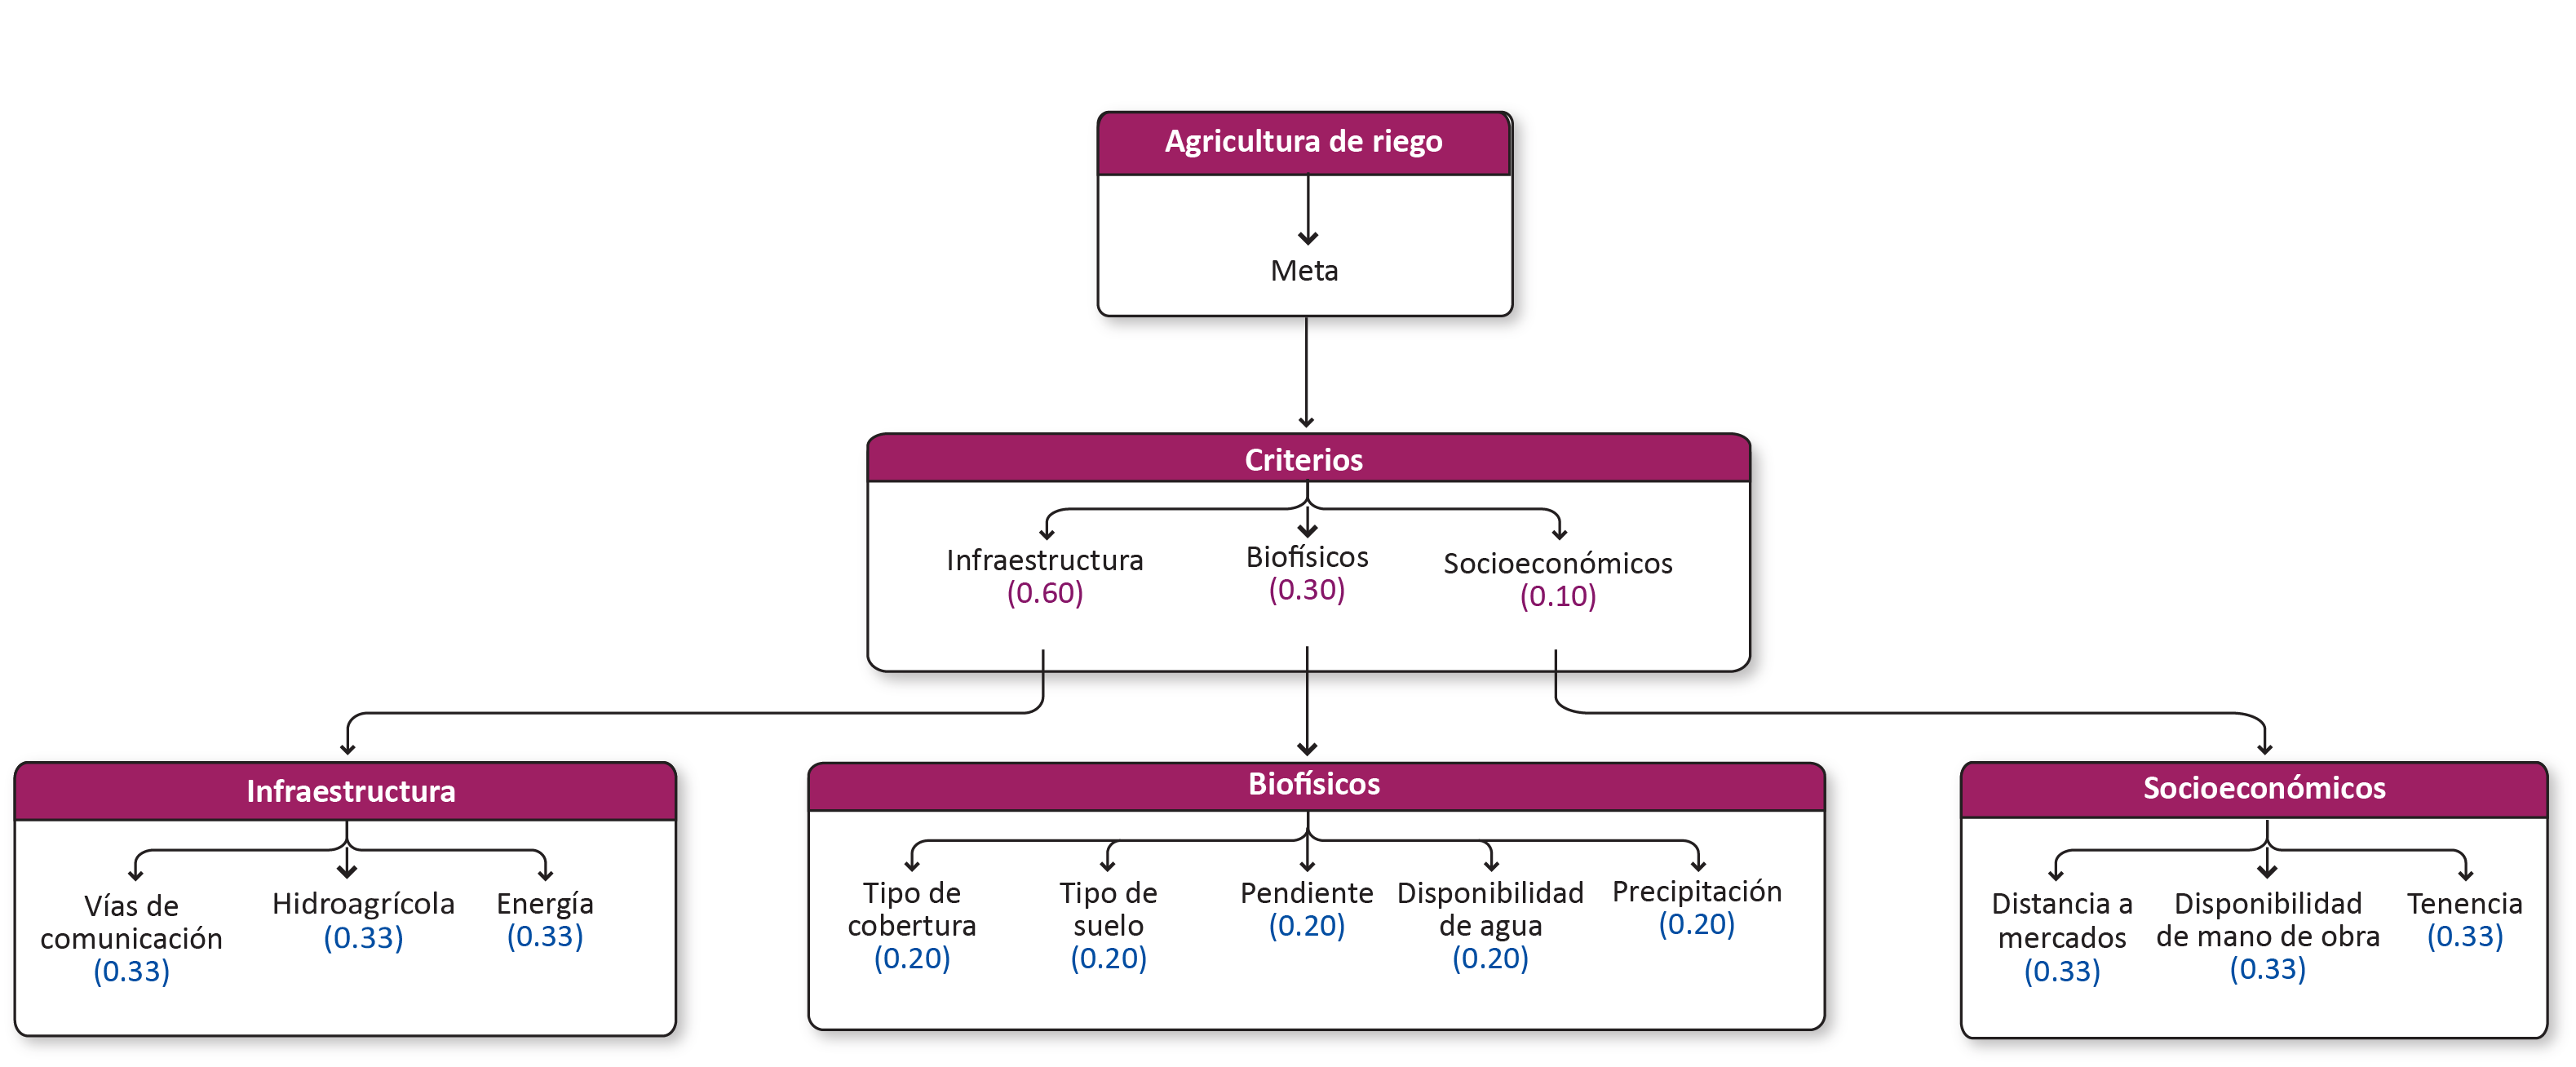 Agricultura de riego
Meta
Criterios
Infraestructura
(0.60)
Biofísicos
(0.30)
Socioeconómicos
(0.10)
Infraestructura
Vías de
comunicación
(0.33)
Hidroagrícola
(0.33)
Energía
(0.33)
Biofísicos
Tipo de
cobertura
(0.20)
Tipo de
suelo
(0.20)
Pendiente
(0.20)
Disponibilidad
de agua
(0.20)
Precipitación
(0.20)
Socioeconómicos
Distancia a
mercados
(0.33)
Disponibilidad
de mano de obra
(0.33)
Tenencia
(0.33)